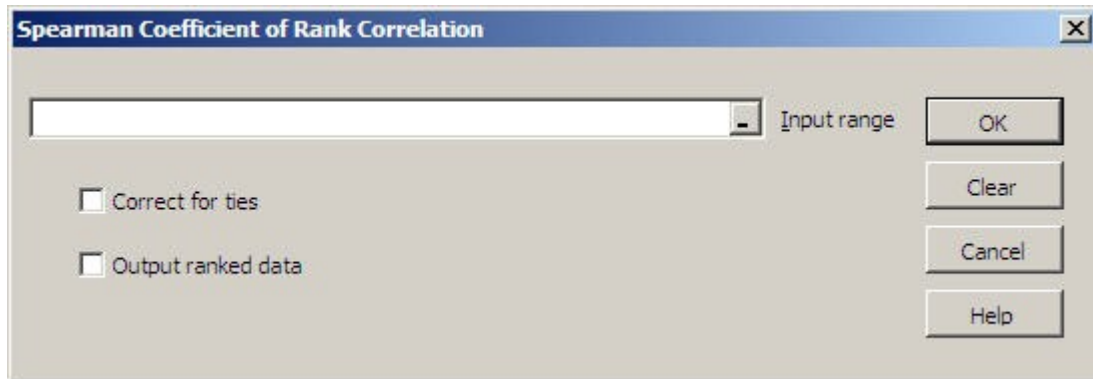 Spearman Coefficient of Rank Correlation
Input range
OK
Correct for ties
Clear
Output ranked data
Cancel
Help